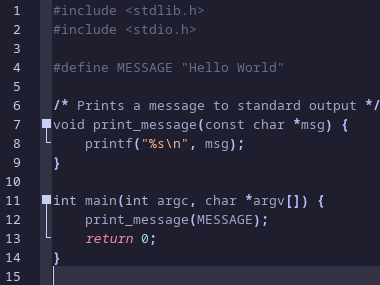 1 #include <stdlib.h>
2 #include <stdio.h>
3
4 #define MESSAGE "Hello World"
5
6 /* Prints a message to standard output */
7 void print_message(const char *msg) {
8     printf("%s\n", msg);
9 }
10
11 int main(int argc, char *argv[]) {
12     print_message(MESSAGE);
13     return 0;
14 }
15